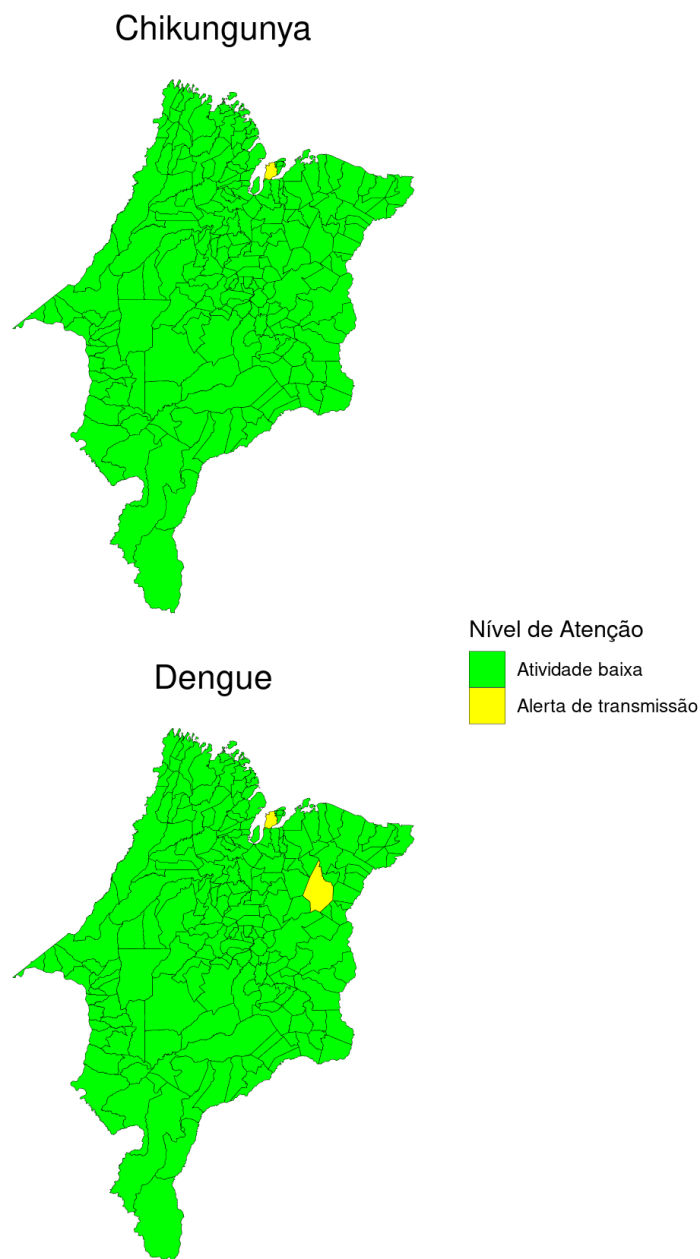 Chikungunya
Nível de Atenção
Atividade baixa
Alerta de transmissão
Dengue